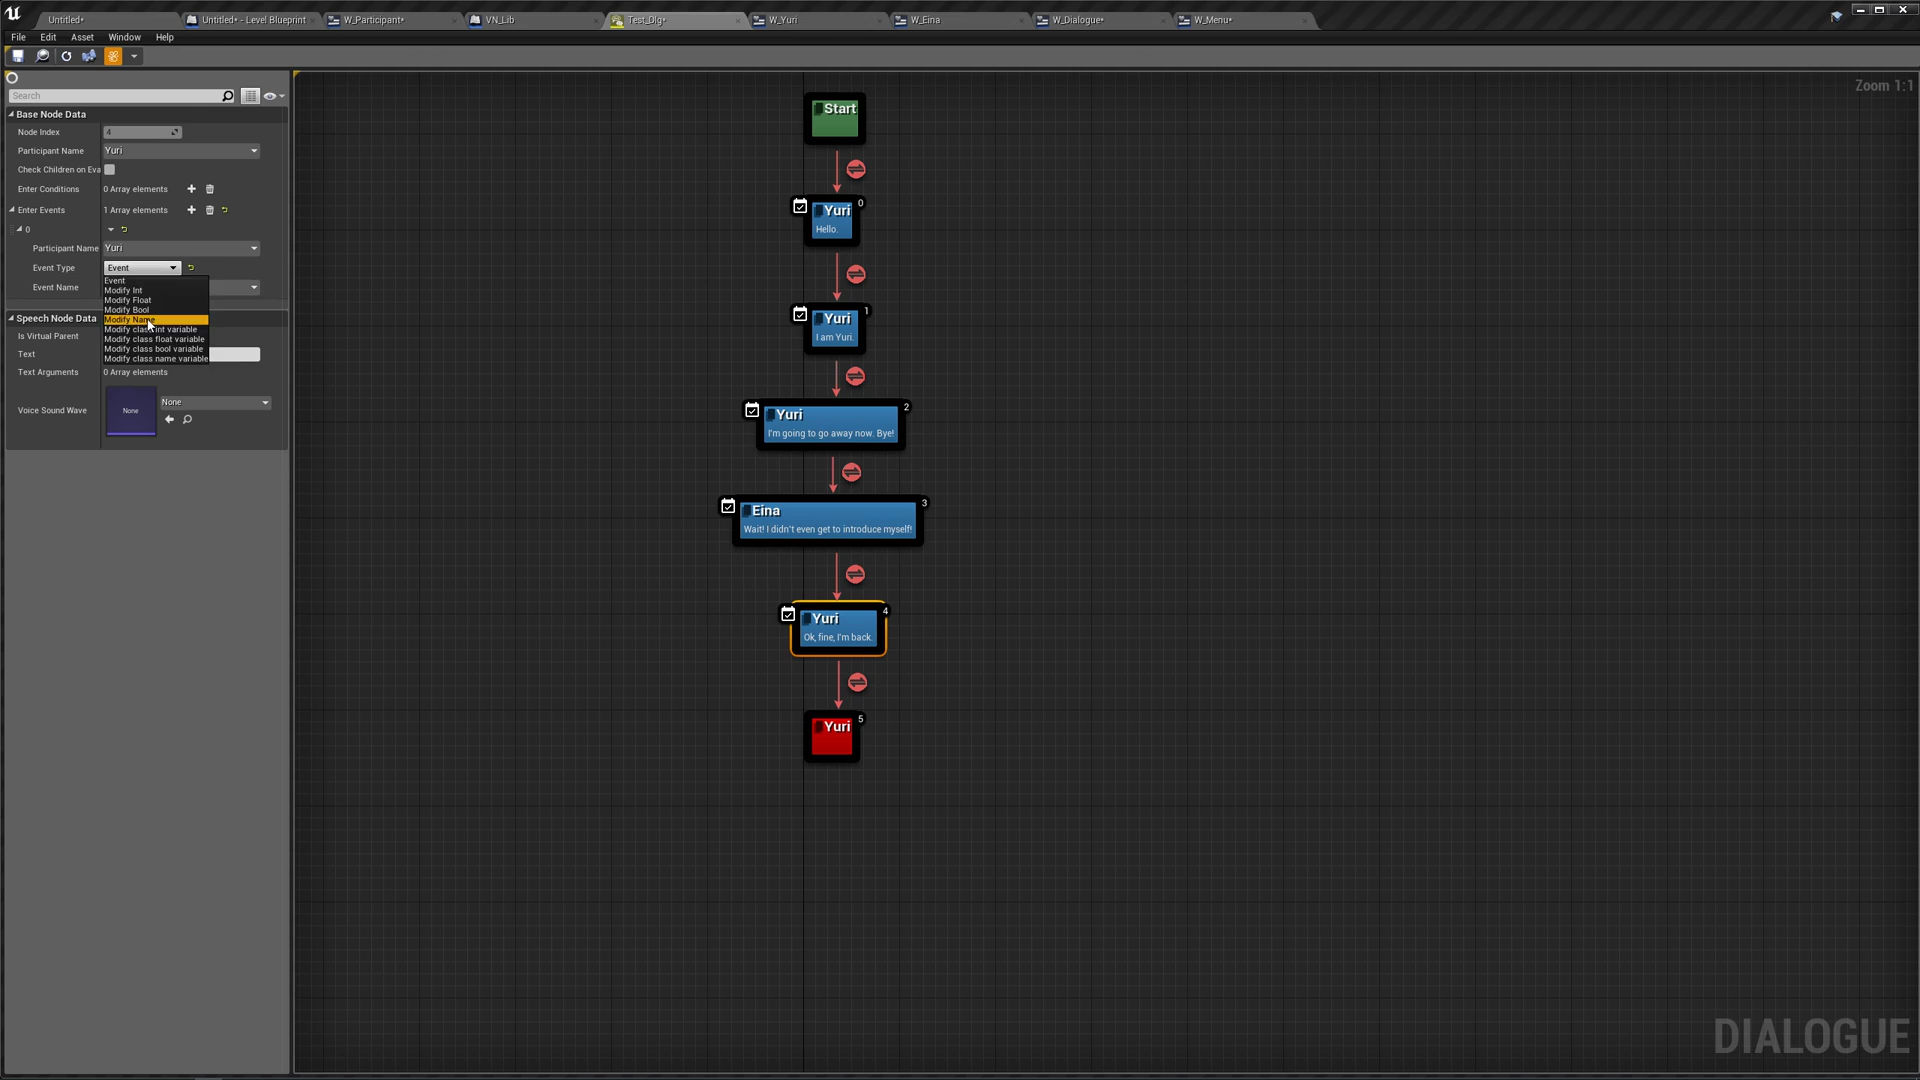 Untitled*
Untitled* - Level Blueprint
W_Participant*
VN_Lib
Test_Dlg*
W_Yuri
W_Eina
W_Dialogue*
W_Menu*
File Edit Asset Window Help
Search
Zoom 1:1
Base Node Data
Node Index 4
Participant Name Yuri
Check Children on Eva
Enter Conditions 0 Array elements
Enter Events 1 Array elements
0
Participant Name Yuri
Event Type Event
Event Name
Event
Modify Int
Modify Float
Modify Bool
Modify Name
Modify class int variable
Modify class float variable
Modify class bool variable
Modify class name variable
Speech Node Data
Is Virtual Parent
Text
Text Arguments 0 Array elements
Voice Sound Wave None None
Start
Yuri 0
Hello.
Yuri 1
I am Yuri.
Yuri 2
I'm going to go away now. Bye!
Eina 3
Wait! I didn't even get to introduce myself!
Yuri 4
Ok, fine, I'm back.
Yuri 5
DIALOGUE